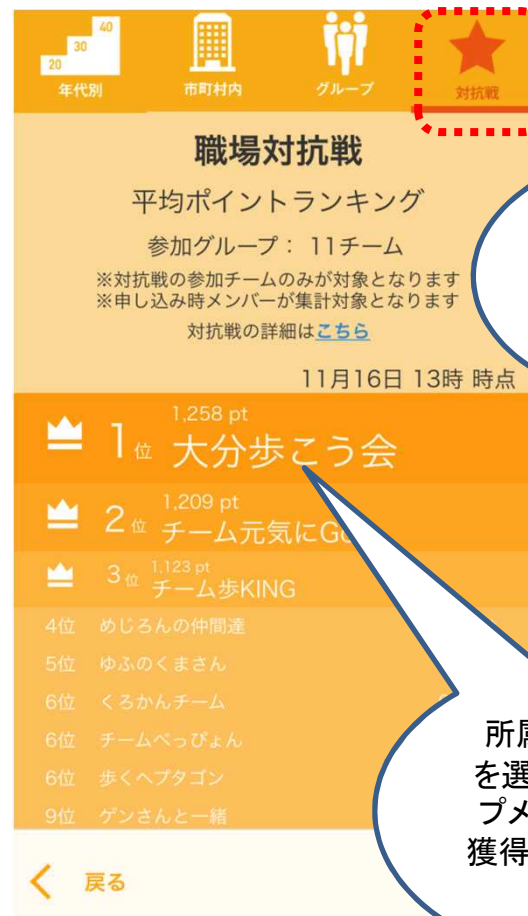 20 30 40
年代別
市町村内
グループ
対抗戦
職場対抗戦
平均ポイントランキング
参加グループ： 11チーム
※対抗戦の参加チームのみが対象となります
※申し込み時メンバーが集計対象となります
対抗戦の詳細はこちら
11月16日 13時 時点
1,258 pt
1位 大分歩こう会
1,209 pt
2位 チーム元気にG
1,123 pt
3位 チーム歩KING
4位 めじろんの仲間達
5位 ゆふのくまさん
6位 くろかんチーム
6位 チームべっぴょん
6位 歩くヘプタゴン
9位 ゲンさんと一緒
所属
を選
プメ
獲得
戻る